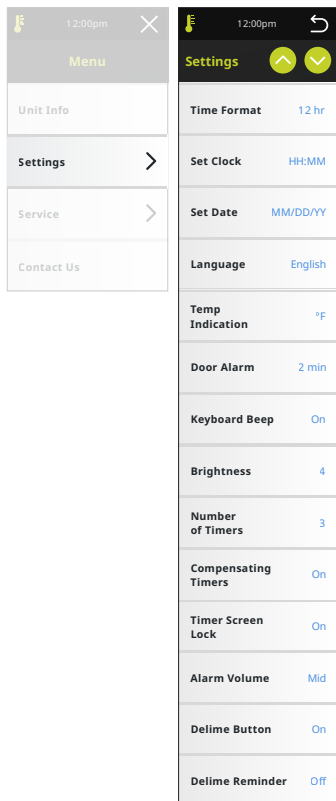 12:00pm
Menu
Unit Info
Settings
Service
Contact Us
12:00pm
Settings
Time Format 12 hr
Set Clock HH:MM
Set Date MM/DD/YY
Language English
Temp
Indication °F
Door Alarm 2 min
Keyboard Beep On
Brightness 4
Number
of Timers 3
Compensating
Timers On
Timer Screen
Lock On
Alarm Volume Mid
Delime Button On
Delime Reminder Off